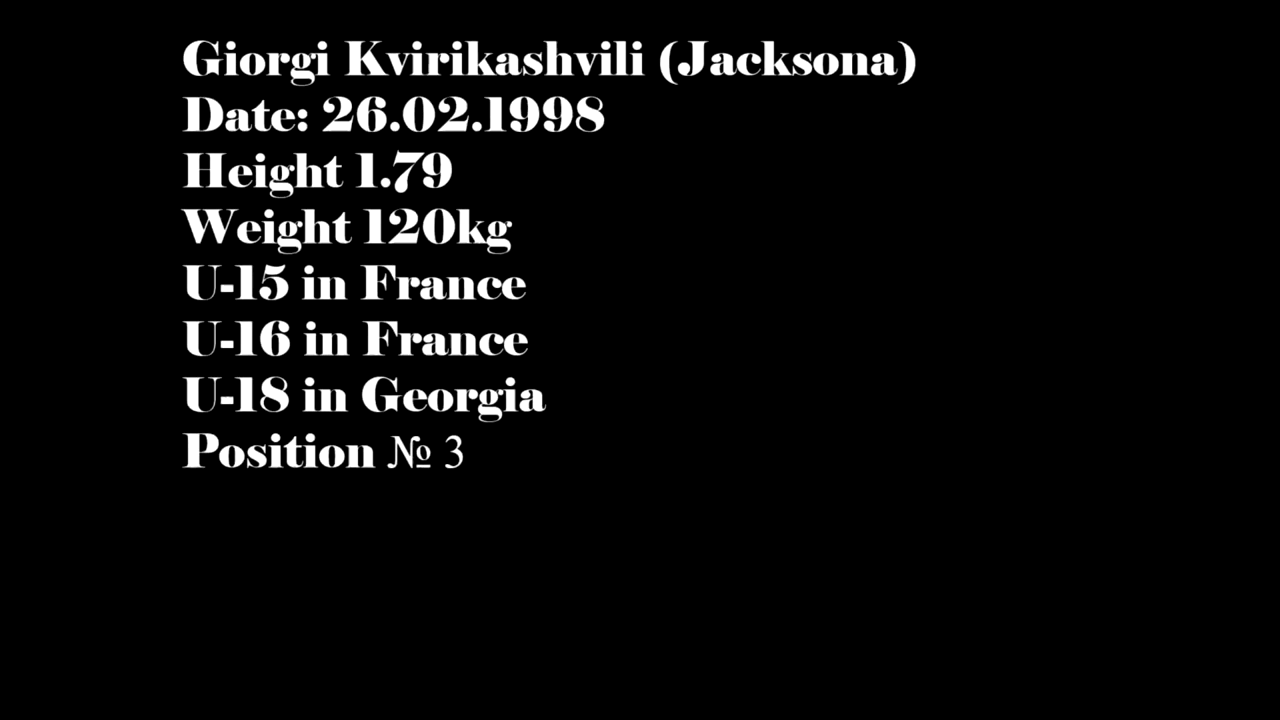 Giorgi Kvirikashvili (Jacksona)
Date: 26.02.1998
Height 1.79
Weight 120kg
U-15 in France
U-16 in France
U-18 in Georgia
Position № 3